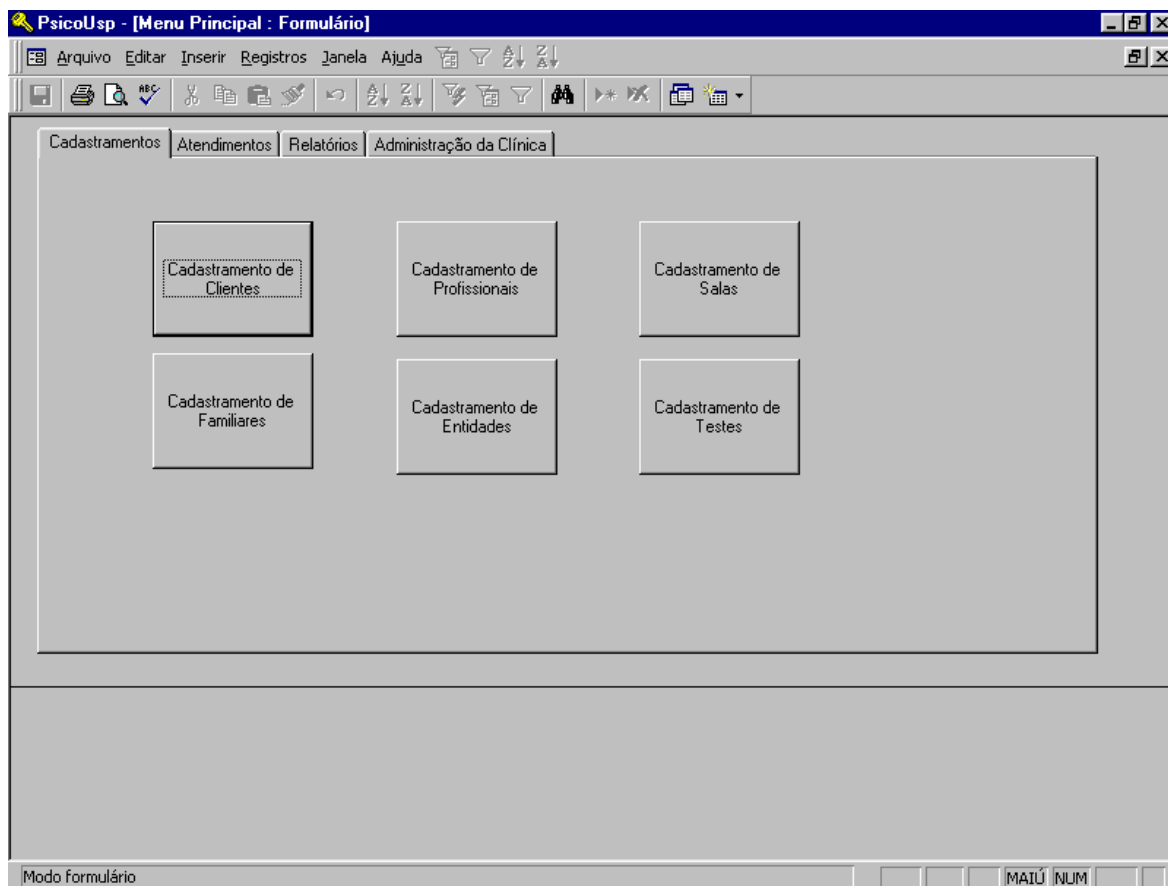 PsicoUsp - [Menu Principal : Formulário]
Arquivo Editar Inserir Registros Janela Ajuda
Cadastramentos Atendimentos Relatórios Administração da Clínica
Cadastramento de
Clientes
Cadastramento de
Profissionais
Cadastramento de
Salas
Cadastramento de
Familiares
Cadastramento de
Entidades
Cadastramento de
Testes
Modo formulário MAIÚ NUM